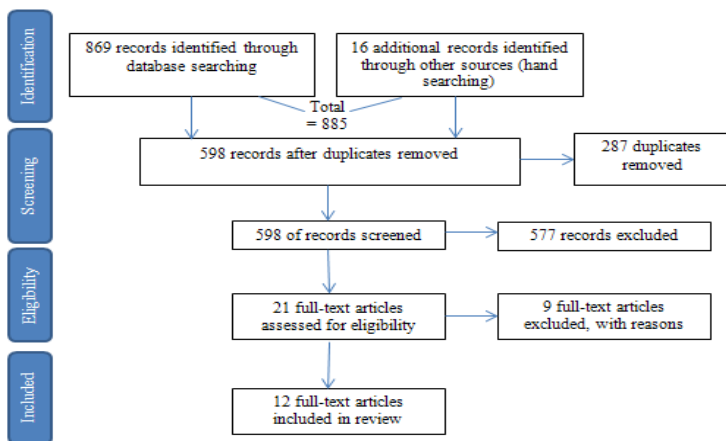 Identification
869 records identified through
database searching
16 additional records identified
through other sources (hand
searching)
Total
= 885
Screening
598 records after duplicates removed
287 duplicates
removed
598 of records screened
577 records excluded
Eligibility
21 full-text articles
assessed for eligibility
9 full-text articles
excluded, with reasons
Included
12 full-text articles
included in review